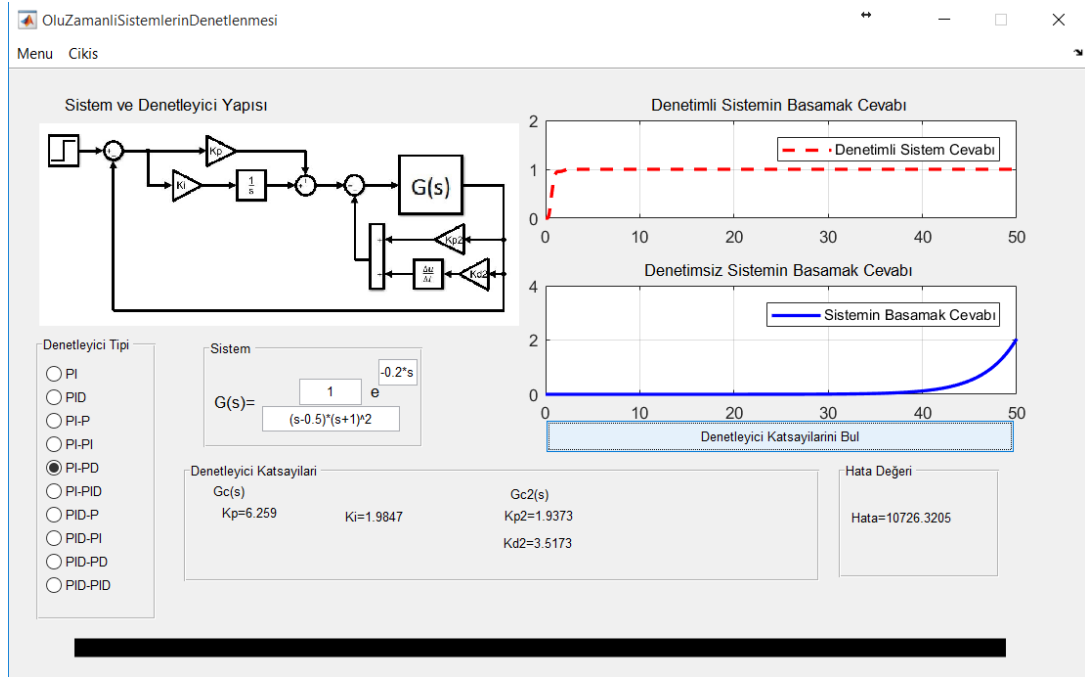 OluZamanliSistemlerinDenetlenmesi
Menu Cikis
Sistem ve Denetleyici Yapısı
Kp
Ki
1
s
G(s)
Kp2
Δu
Δt
Kd2
Denetimli Sistemin Basamak Cevabı
2
1
0
Denetimli Sistem Cevabı
0 10 20 30 40 50
Denetimsiz Sistemin Basamak Cevabı
4
2
0
Sistemin Basamak Cevabı
0 10 20 30 40 50
Denetleyici Katsayilarini Bul
Denetleyici Tipi
PI
PID
PI-P
PI-PI
PI-PD
PI-PID
PID-P
PID-PI
PID-PD
PID-PID
Sistem
-0.2*s
1 e
G(s)=
(s-0.5)*(s+1)^2
Denetleyici Katsayilari
Gc(s)
Kp=6.259 Ki=1.9847
Gc2(s)
Kp2=1.9373
Kd2=3.5173
Hata Değeri
Hata=10726.3205